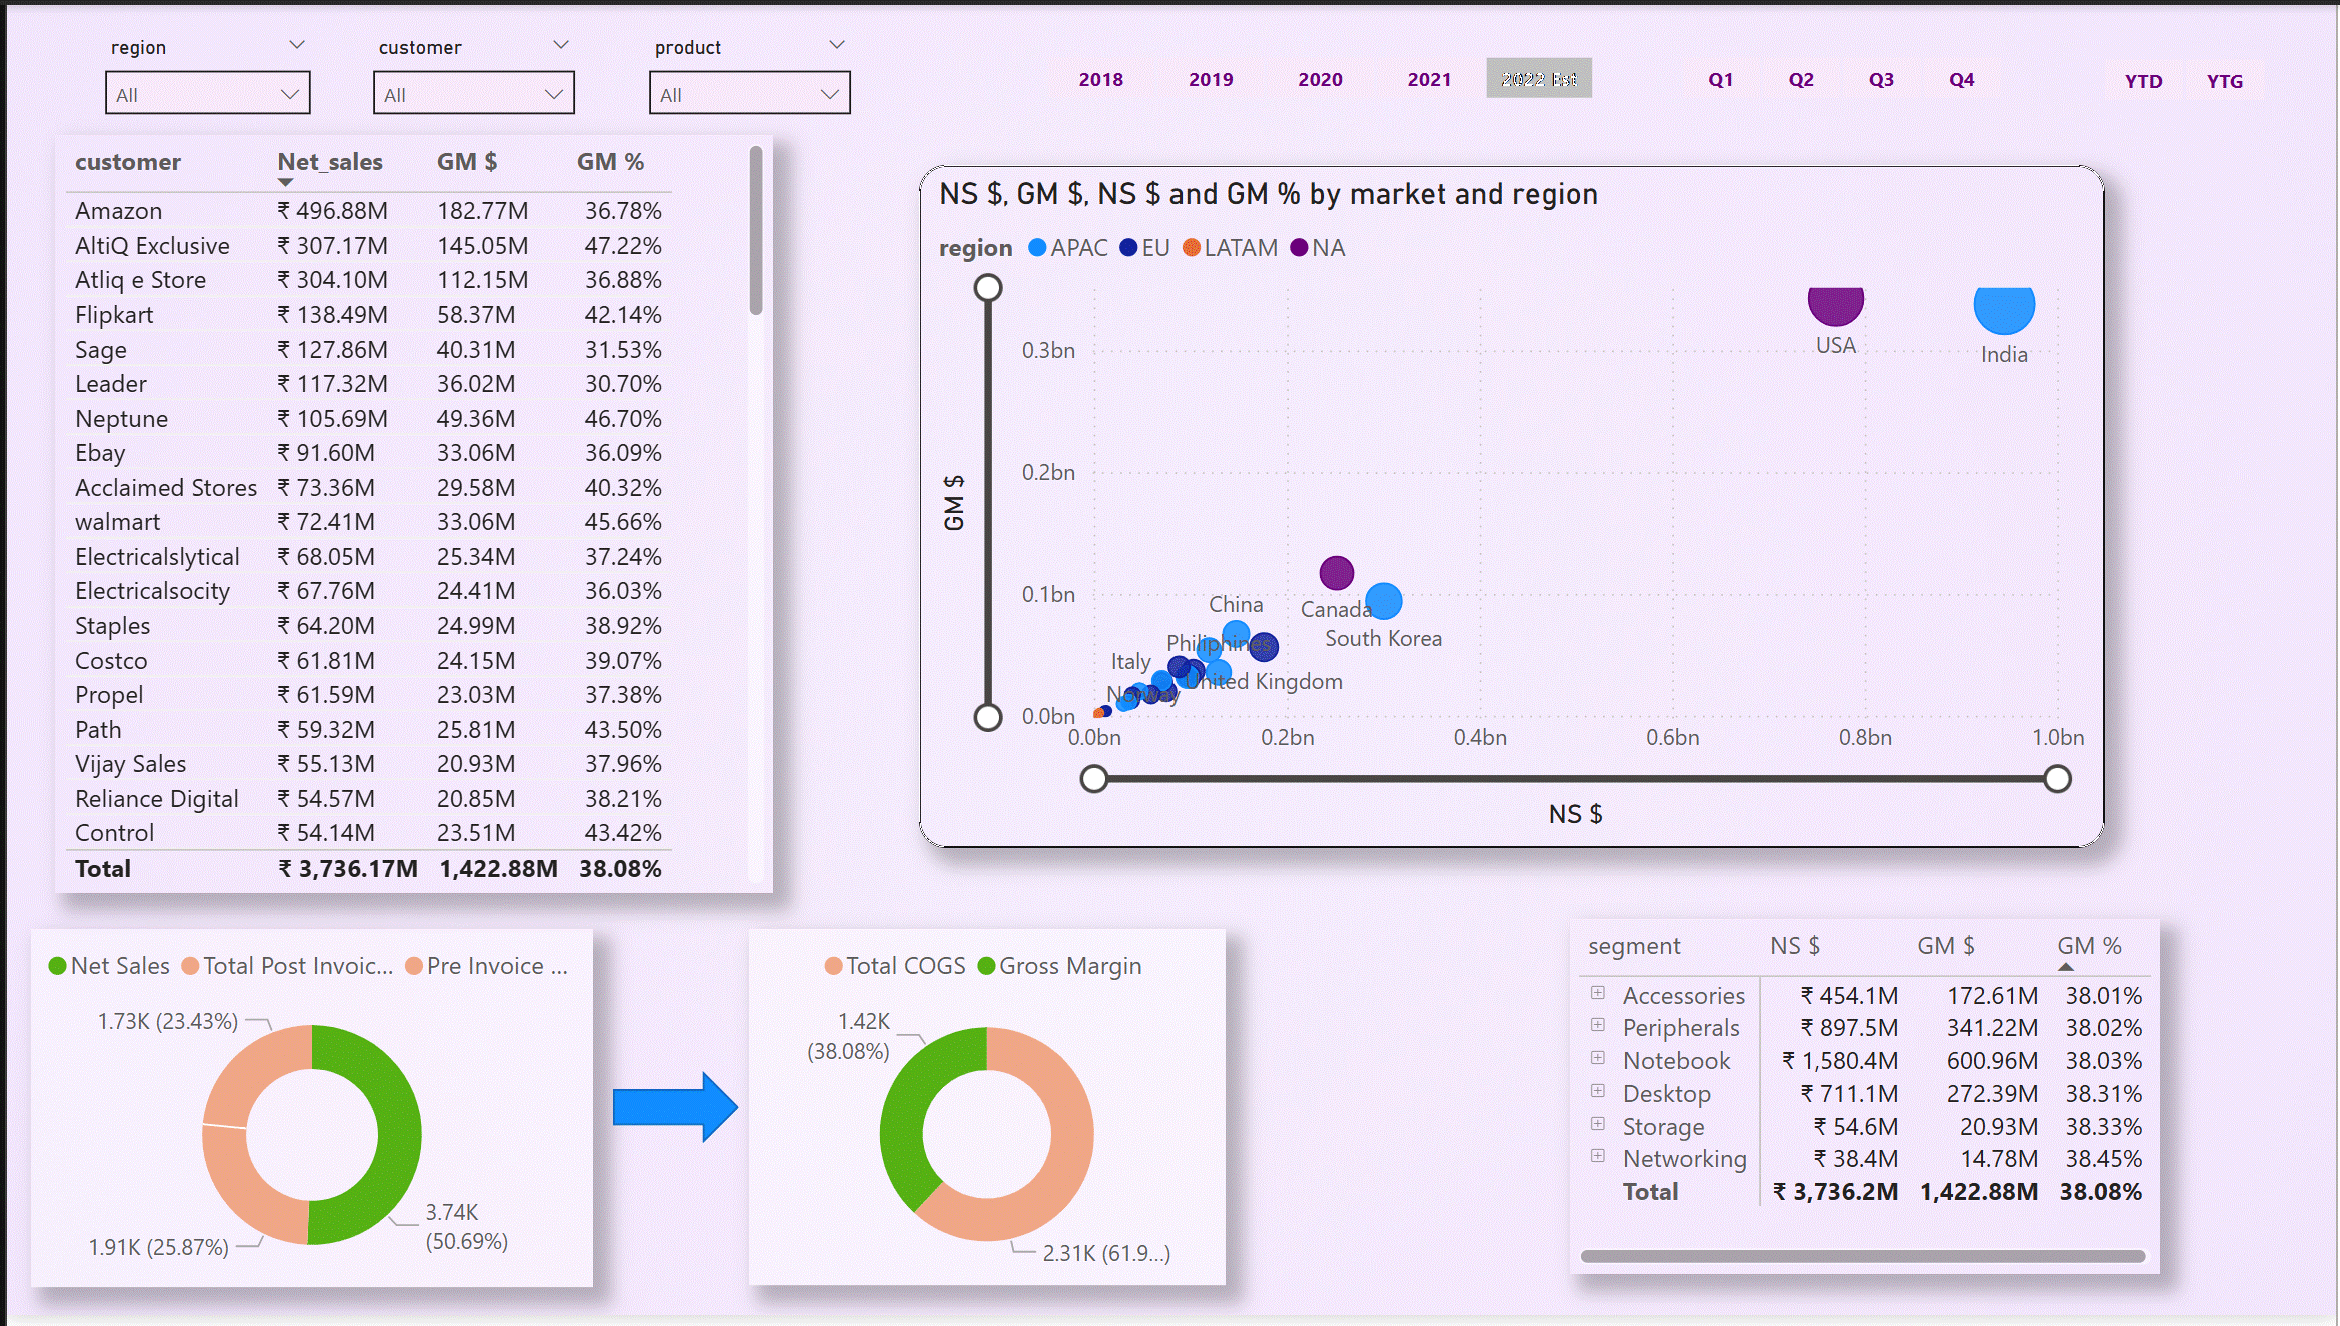 region customer product
All All All
2018 2019 2020 2021 2022 Est Q1 Q2 Q3 Q4 YTD YTG
customer Net_sales GM $ GM %
Amazon ₹ 496.88M 182.77M 36.78%
AltiQ Exclusive ₹ 307.17M 145.05M 47.22%
Atliq e Store ₹ 304.10M 112.15M 36.88%
Flipkart ₹ 138.49M 58.37M 42.14%
Sage ₹ 127.86M 40.31M 31.53%
Leader ₹ 117.32M 36.02M 30.70%
Neptune ₹ 105.69M 49.36M 46.70%
Ebay ₹ 91.60M 33.06M 36.09%
Acclaimed Stores ₹ 73.36M 29.58M 40.32%
walmart ₹ 72.41M 33.06M 45.66%
Electricalslytical ₹ 68.05M 25.34M 37.24%
Electricalsocity ₹ 67.76M 24.41M 36.03%
Staples ₹ 64.20M 24.99M 38.92%
Costco ₹ 61.81M 24.15M 39.07%
Propel ₹ 61.59M 23.03M 37.38%
Path ₹ 59.32M 25.81M 43.50%
Vijay Sales ₹ 55.13M 20.93M 37.96%
Reliance Digital ₹ 54.57M 20.85M 38.21%
Control ₹ 54.14M 23.51M 43.42%
Total ₹ 3,736.17M 1,422.88M 38.08%
NS $, GM $, NS $ and GM % by market and region
region APAC EU LATAM NA
GM $
0.3bn
0.2bn
0.1bn
0.0bn
USA
India
China
Canada
South Korea
Philiphines
Italy
United Kingdom
Norway
0.0bn 0.2bn 0.4bn 0.6bn 0.8bn 1.0bn
NS $
Net Sales Total Post Invoic... Pre Invoice ...
1.73K (23.43%)
3.74K
(50.69%)
1.91K (25.87%)
Total COGS Gross Margin
1.42K
(38.08%)
2.31K (61.9...)
segment NS $ GM $ GM %
Accessories ₹ 454.1M 172.61M 38.01%
Peripherals ₹ 897.5M 341.22M 38.02%
Notebook ₹ 1,580.4M 600.96M 38.03%
Desktop ₹ 711.1M 272.39M 38.31%
Storage ₹ 54.6M 20.93M 38.33%
Networking ₹ 38.4M 14.78M 38.45%
Total ₹ 3,736.2M 1,422.88M 38.08%